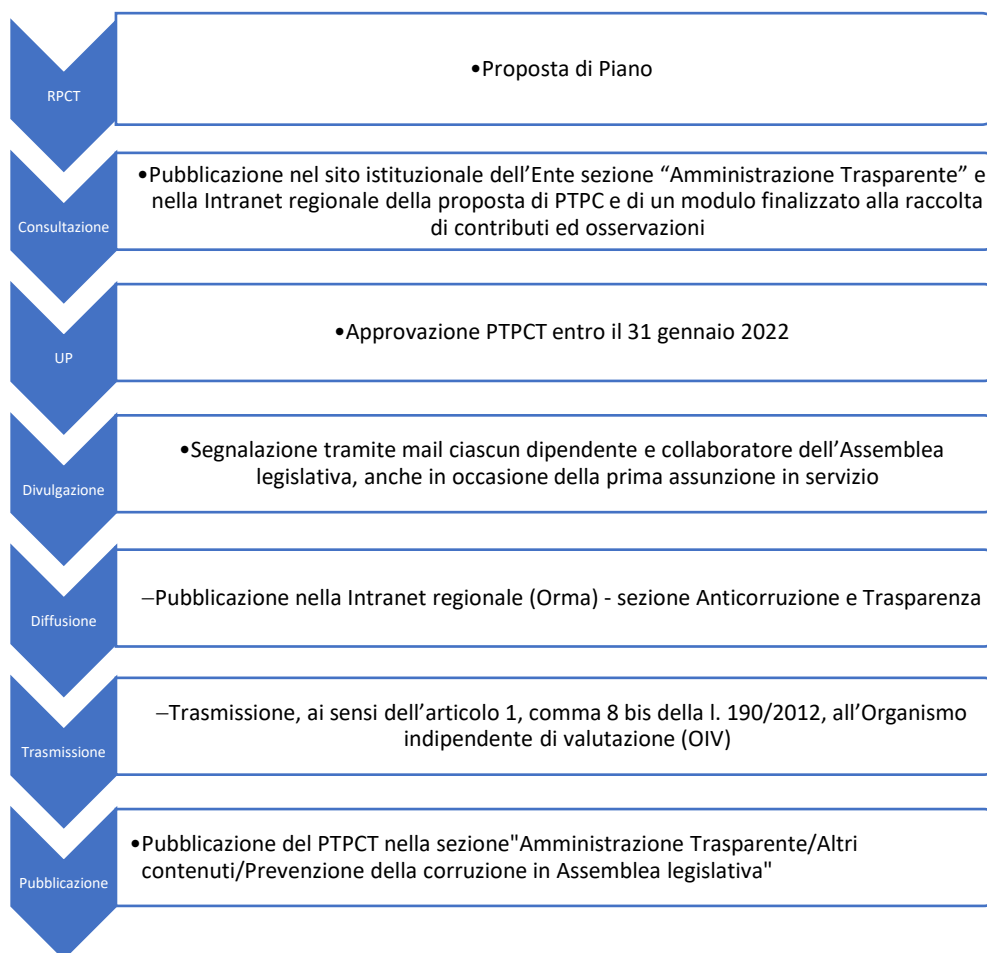 RPCT
•Proposta di Piano
Consultazione
•Pubblicazione nel sito istituzionale dell’Ente sezione “Amministrazione Trasparente” e
nella Intranet regionale della proposta di PTPC e di un modulo finalizzato alla raccolta
di contributi ed osservazioni
UP
•Approvazione PTPCT entro il 31 gennaio 2022
Divulgazione
•Segnalazione tramite mail ciascun dipendente e collaboratore dell’Assemblea
legislativa, anche in occasione della prima assunzione in servizio
Diffusione
–Pubblicazione nella Intranet regionale (Orma) - sezione Anticorruzione e Trasparenza
Trasmissione
–Trasmissione, ai sensi dell’articolo 1, comma 8 bis della l. 190/2012, all’Organismo
indipendente di valutazione (OIV)
Pubblicazione
•Pubblicazione del PTPCT nella sezione"Amministrazione Trasparente/Altri
contenuti/Prevenzione della corruzione in Assemblea legislativa"